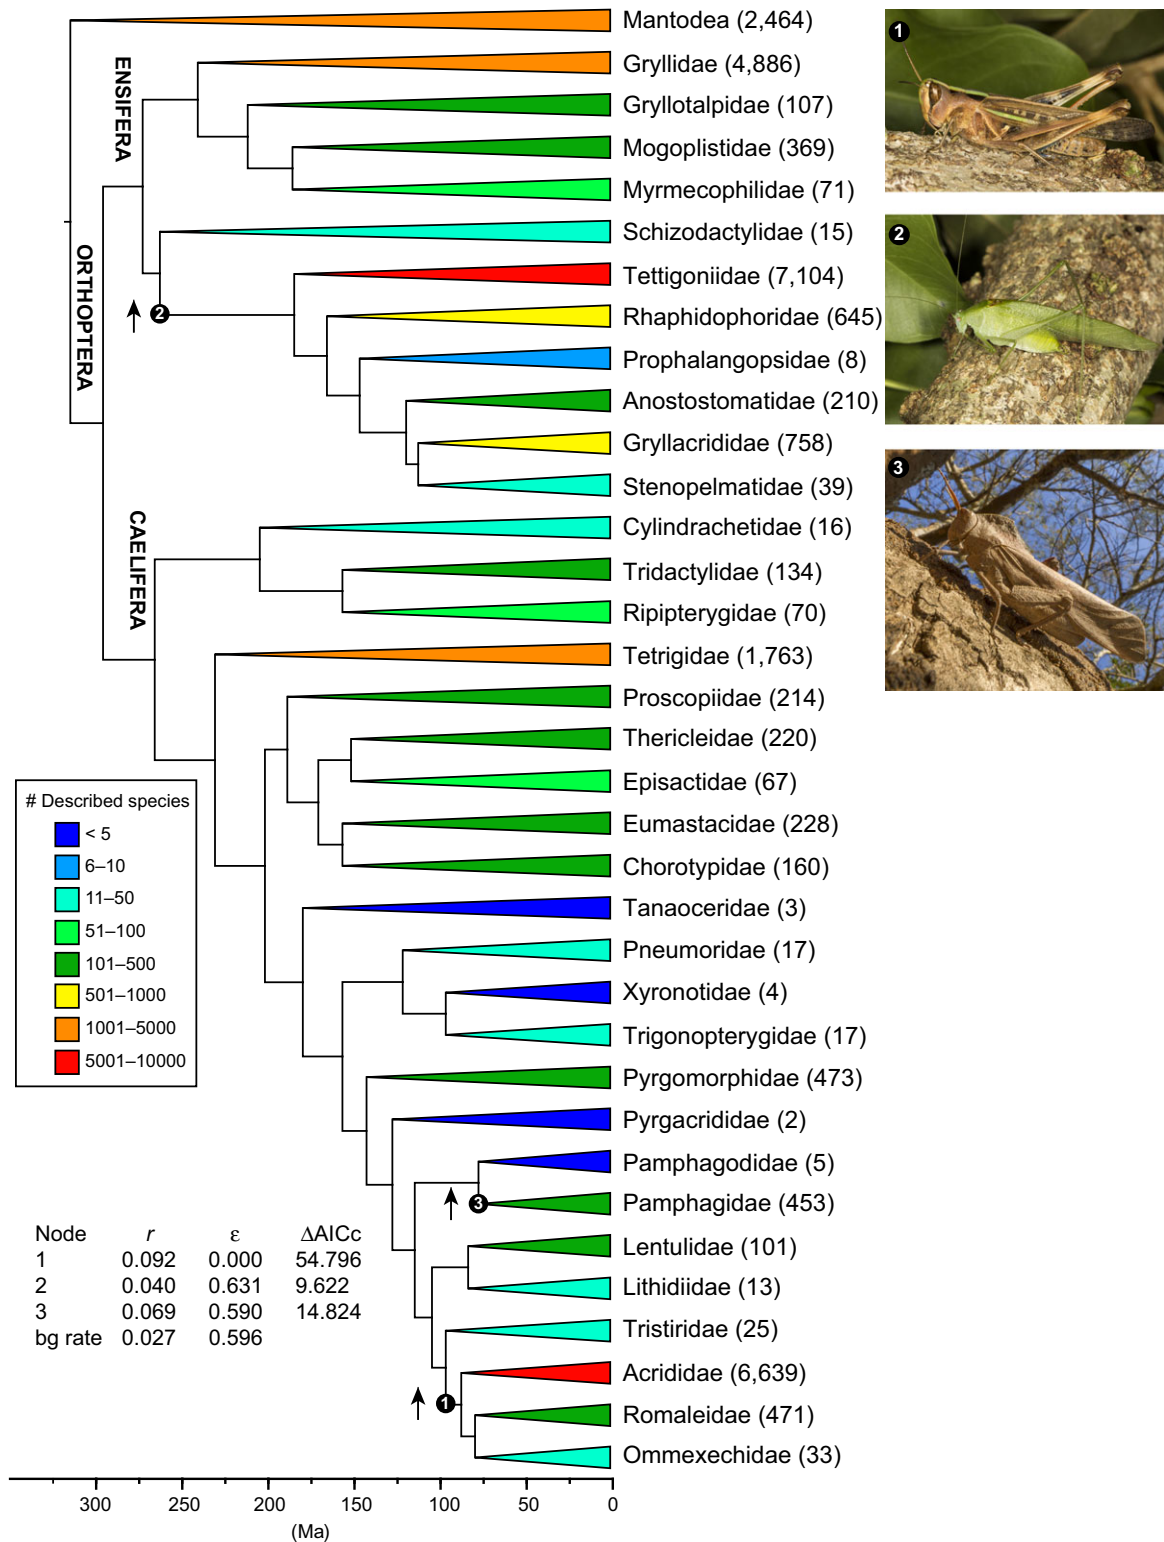 Mantodea (2,464)
Gryllidae (4,886)
Gryllotalpidae (107)
Mogoplistidae (369)
Myrmecophilidae (71)
Schizodactylidae (15)
Tettigoniidae (7,104)
Rhaphidophoridae (645)
Prophalangopsidae (8)
Anostostomatidae (210)
Gryllacrididae (758)
Stenopelmatidae (39)
Cylindrachetidae (16)
Tridactylidae (134)
Ripipterygidae (70)
Tetrigidae (1,763)
Proscopiidae (214)
Thericleidae (220)
Episactidae (67)
Eumastacidae (228)
Chorotypidae (160)
Tanaoceridae (3)
Pneumoridae (17)
Xyronotidae (4)
Trigonopterygidae (17)
Pyrgomorphidae (473)
Pyrgacrididae (2)
Pamphagodidae (5)
Pamphagidae (453)
Lentulidae (101)
Lithidiidae (13)
Tristiridae (25)
Acrididae (6,639)
Romaleidae (471)
Ommexechidae (33)
ENSIFERA
ORTHOPTERA
CAELIFERA
2
3
1
# Described species
< 5
6–10
11–50
51–100
101–500
501–1000
1001–5000
5001–10000
Node r ε ΔAICc
1 0.092 0.000 54.796
2 0.040 0.631 9.622
3 0.069 0.590 14.824
bg rate 0.027 0.596
300 250 200 150 100 50 0
(Ma)
1
2
3